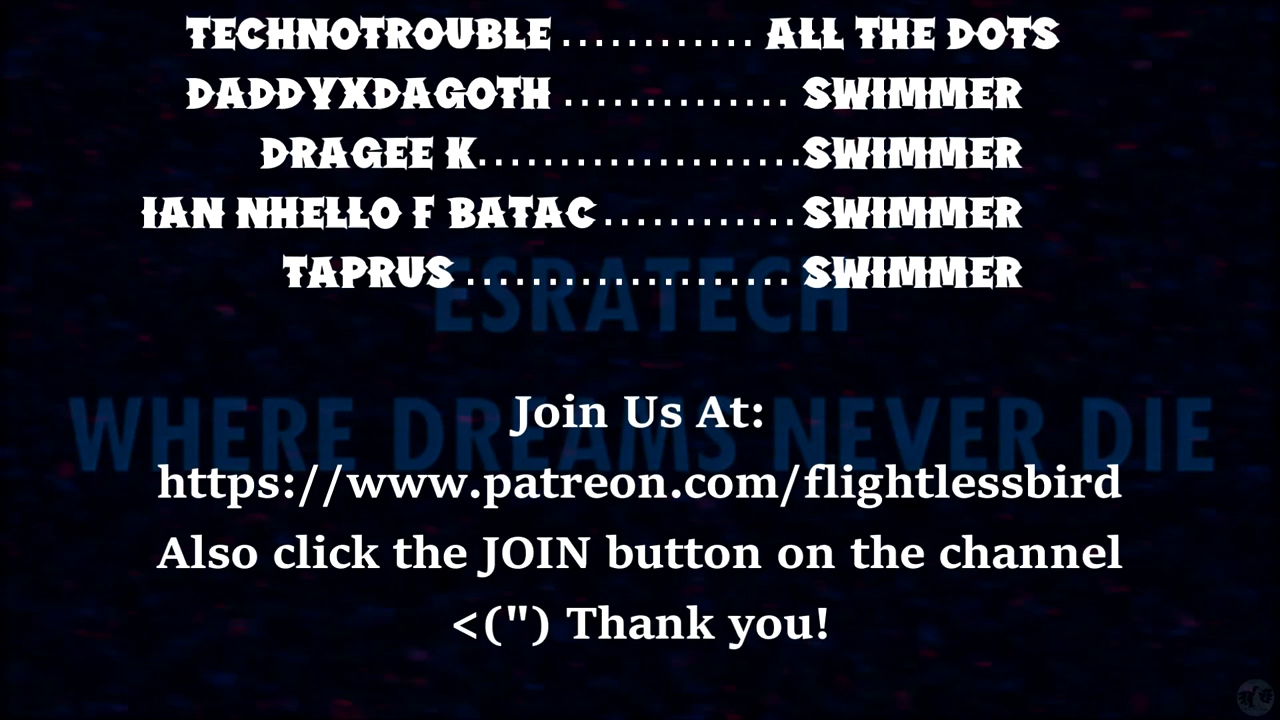 TECHNOTROUBLE ............ ALL THE DOTS
DADDYXDAGOTH .............. SWIMMER
DRAGEE K....................SWIMMER
IAN NHELLO F BATAC............SWIMMER
TAPRUS .................... SWIMMER
ESRATECH
Join Us At:
WHERE DREAMS NEVER DIE
https://www.patreon.com/flightlessbird
Also click the JOIN button on the channel
<(") Thank you!